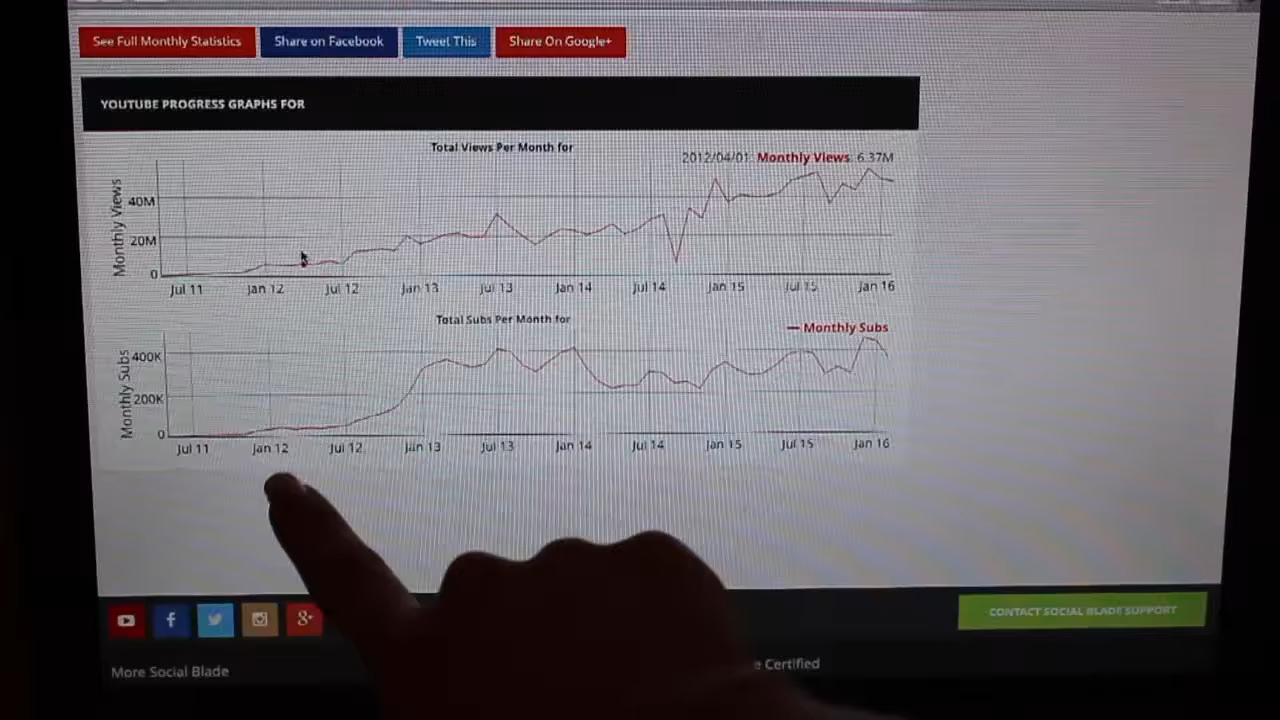 See Full Monthly Statistics Share on Facebook Tweet This Share On Google+
YOUTUBE PROGRESS GRAPHS FOR
Total Views Per Month for
2012/04/01: Monthly Views: 6.37M
Monthly Views
40M
20M
0
Jul 11 Jan 12 Jul 12 Jan 13 Jul 13 Jan 14 Jul 14 Jan 15 Jul 15 Jan 16
Total Subs Per Month for
Monthly Subs
Monthly Subs
400K
200K
0
Jul 11 Jan 12 Jul 12 Jan 13 Jul 13 Jan 14 Jul 14 Jan 15 Jul 15 Jan 16
f 8+
CONTACT SOCIAL BLADE SUPPORT
More Social Blade Certified